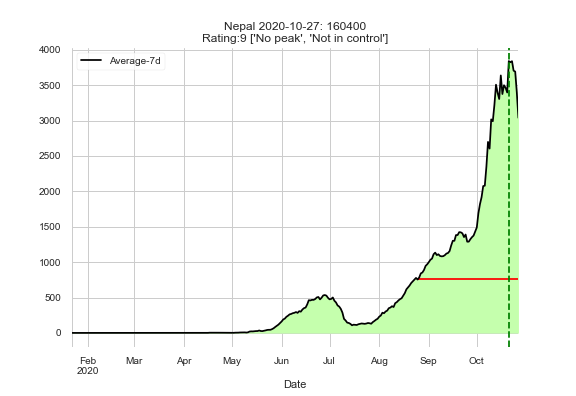 Nepal 2020-10-27: 160400
Rating:9 ['No peak', 'Not in control']
Average-7d
4000
3500
3000
2500
2000
1500
1000
500
0
Feb Mar Apr May Jun Jul Aug Sep Oct
2020
Date